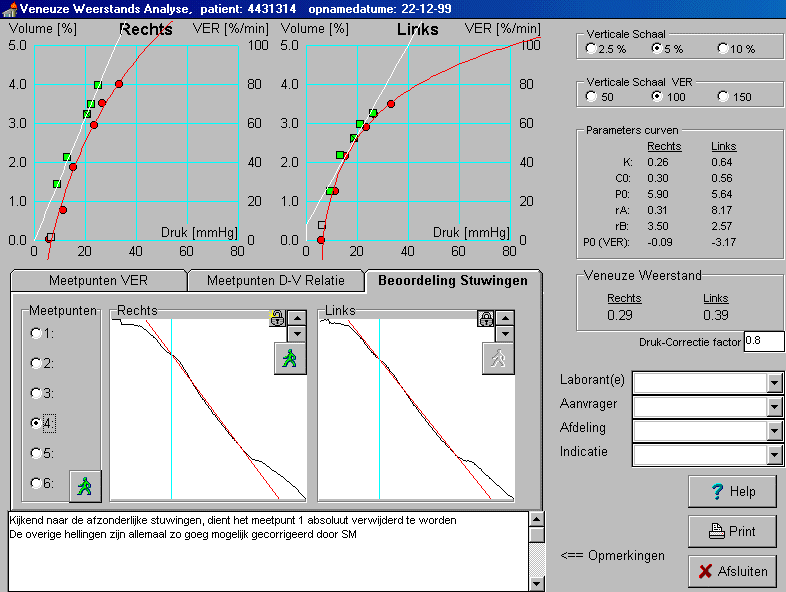 Veneuze Weerstands Analyse, patient: 4431314 opnamedatume: 22-12-99
Volume [%] Rechts VER [%/min]
5.0 100
4.0 80
3.0 60
2.0 40
1.0 20
0.0 Druk [mmHg] 0
0 20 40 60 80
Volume [%] Links VER [%/min]
5.0 100
4.0 80
3.0 60
2.0 40
1.0 20
0.0 Druk [mmHg] 0
0 20 40 60 80
Verticale Schaal
2.5 % 5 % 10 %
Verticale Schaal VER
50 100 150
Parameters curven
Rechts Links
K: 0.26 0.64
C0: 0.30 0.56
P0: 5.90 5.64
rA: 0.31 8.17
rB: 3.50 2.57
P0 (VER): -0.09 -3.17
Veneuze Weerstand
Rechts Links
0.29 0.39
Druk-Correctie factor 0.8
Meetpunten VER Meetpunten D-V Relatie Beoordeling Stuwingen
Meetpunten
1:
2:
3:
4:
5:
6:
Rechts
Links
Laborant(e)
Aanvrager
Afdeling
Indicatie
Kijkend naar de afzonderlijke stuwingen, dient het meetpunt 1 absoluut verwijderd te worden
De overige hellingen zijn allemaal zo goeg mogelijk gecorrigeerd door SM
<== Opmerkingen
? Help
Print
Afsluiten